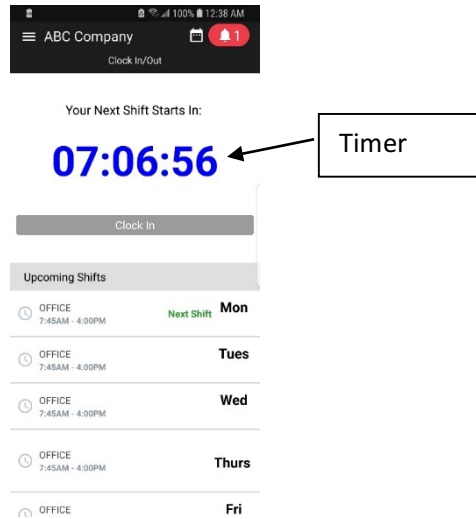 100% 12:38 AM
ABC Company 1
Clock In/Out
Your Next Shift Starts In:
07:06:56
Timer
Clock In
Upcoming Shifts
OFFICE
Next Shift Mon
7:45AM - 4:00PM
OFFICE
Tues
7:45AM - 4:00PM
OFFICE
Wed
7:45AM - 4:00PM
OFFICE
Thurs
7:45AM - 4:00PM
OFFICE
Fri